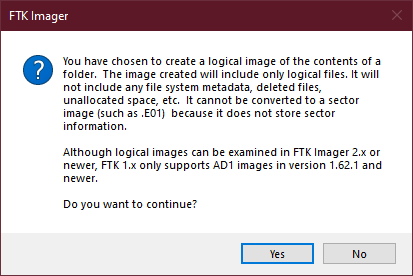 FTK Imager
You have chosen to create a logical image of the contents of a
folder.  The image created will include only logical files. It will
not include any file system metadata, deleted files,
unallocated space, etc.  It cannot be converted to a sector
image (such as .E01)  because it does not store sector
information.
Although logical images can be examined in FTK Imager 2.x or
newer, FTK 1.x only supports AD1 images in version 1.62.1 and
newer.
Do you want to continue?
Yes
No